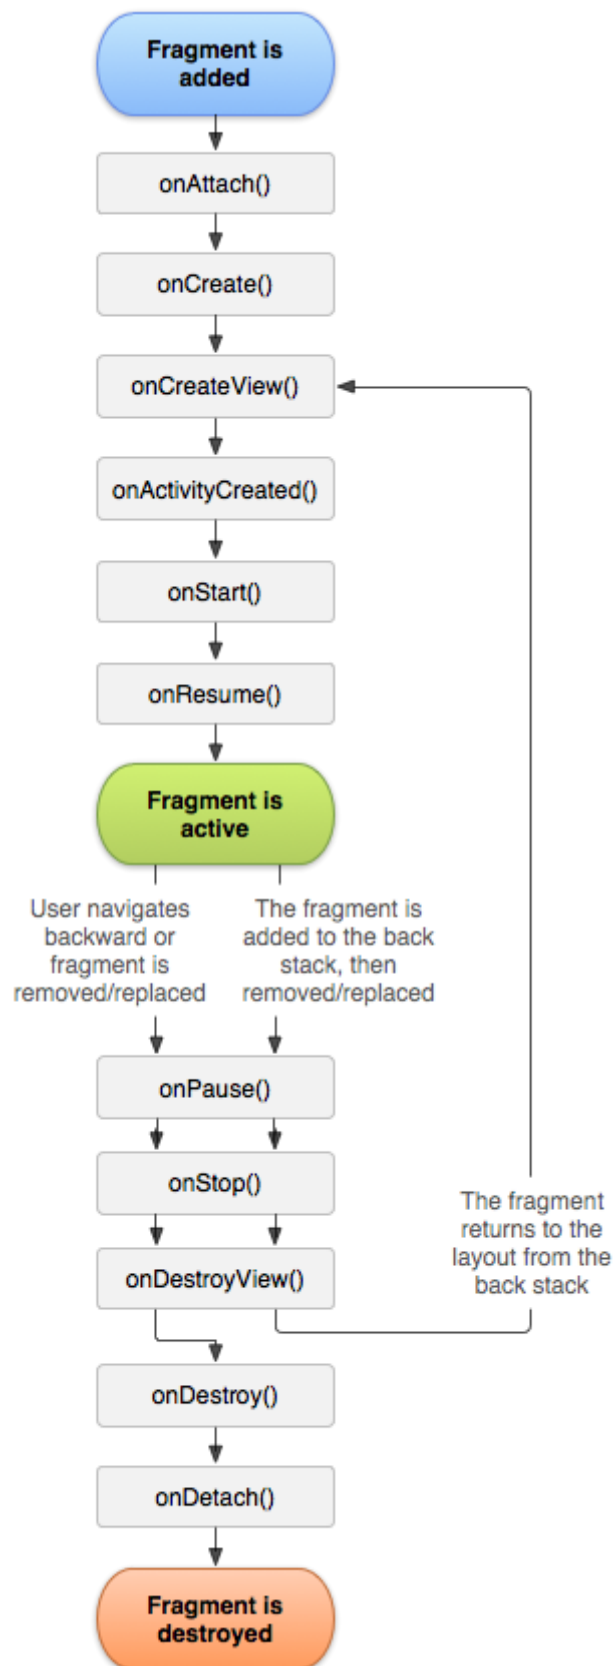 Fragment is
added
onAttach()
onCreate()
onCreateView()
onActivityCreated()
onStart()
onResume()
Fragment is
active
User navigates
backward or
fragment is
removed/replaced
The fragment is
added to the back
stack, then
removed/replaced
onPause()
onStop()
onDestroyView()
The fragment
returns to the
layout from the
back stack
onDestroy()
onDetach()
Fragment is
destroyed